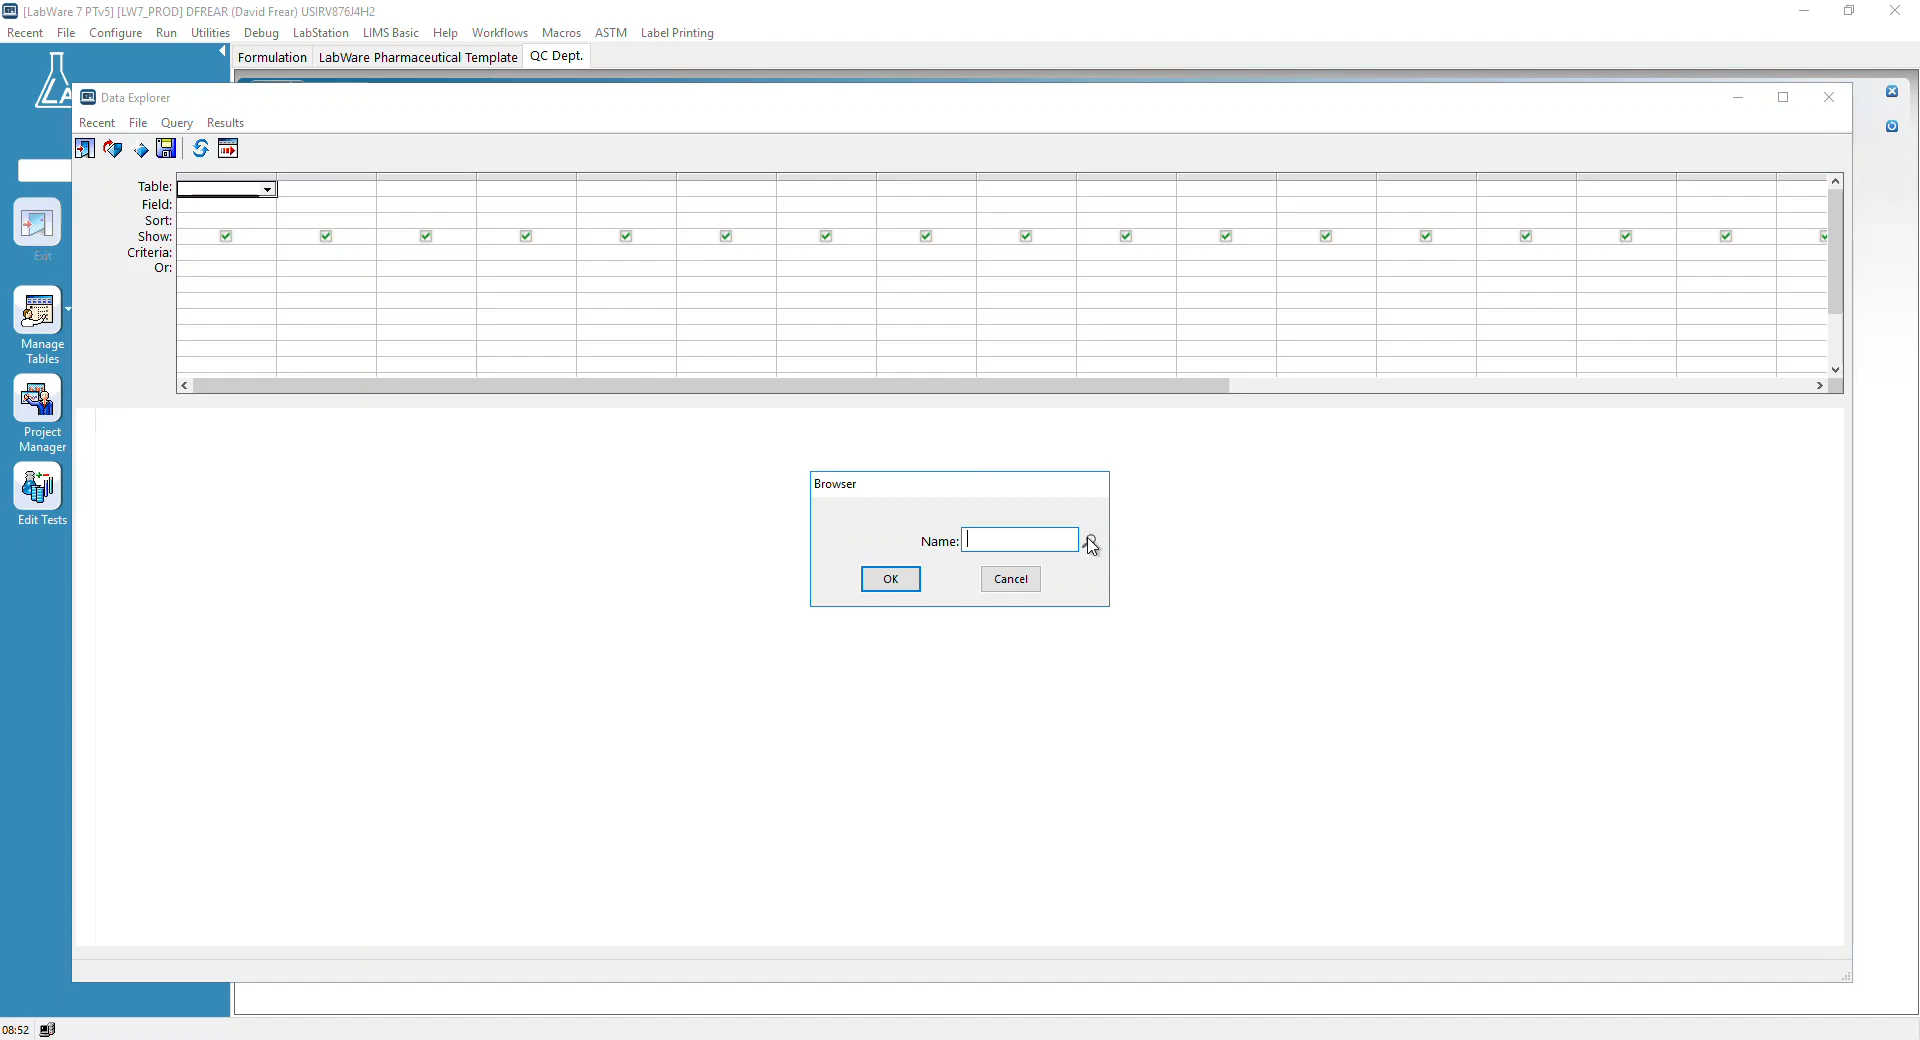 [LabWare 7 PTv5] [LW7_PROD] DFREAR (David Frear) USIRV876J4H2
Recent File Configure Run Utilities Debug LabStation LIMS Basic Help Workflows Macros ASTM Label Printing
Formulation LabWare Pharmaceutical Template QC Dept.
LA
Data Explorer
Recent File Query Results
Table:
Field:
Sort:
Show:
Criteria:
Or:
Exit
Manage
Tables
Project
Manager
Edit Tests
Browser
Name:
OK Cancel
08:52